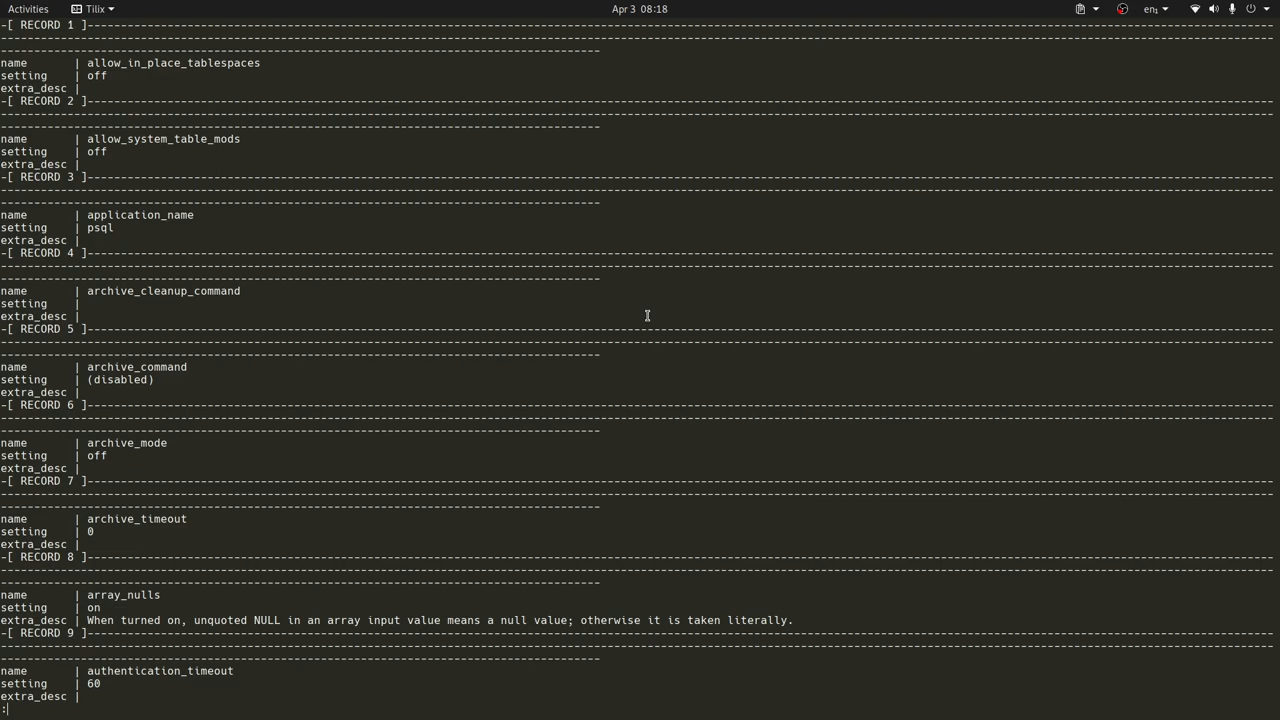 Activities Tilix Apr 3 08:18 en₁
-[ RECORD 1 ]-----------------------------------------------------------------------------------------------------------------------------------------------------------------------------------
name | allow_in_place_tablespaces
setting | off
extra_desc |
-[ RECORD 2 ]-----------------------------------------------------------------------------------------------------------------------------------------------------------------------------------
name | allow_system_table_mods
setting | off
extra_desc |
-[ RECORD 3 ]-----------------------------------------------------------------------------------------------------------------------------------------------------------------------------------
name | application_name
setting | psql
extra_desc |
-[ RECORD 4 ]-----------------------------------------------------------------------------------------------------------------------------------------------------------------------------------
name | archive_cleanup_command
setting |
extra_desc |
-[ RECORD 5 ]-----------------------------------------------------------------------------------------------------------------------------------------------------------------------------------
name | archive_command
setting | (disabled)
extra_desc |
-[ RECORD 6 ]-----------------------------------------------------------------------------------------------------------------------------------------------------------------------------------
name | archive_mode
setting | off
extra_desc |
-[ RECORD 7 ]-----------------------------------------------------------------------------------------------------------------------------------------------------------------------------------
name | archive_timeout
setting | 0
extra_desc |
-[ RECORD 8 ]-----------------------------------------------------------------------------------------------------------------------------------------------------------------------------------
name | array_nulls
setting | on
extra_desc | When turned on, unquoted NULL in an array input value means a null value; otherwise it is taken literally.
-[ RECORD 9 ]-----------------------------------------------------------------------------------------------------------------------------------------------------------------------------------
name | authentication_timeout
setting | 60
extra_desc |
: